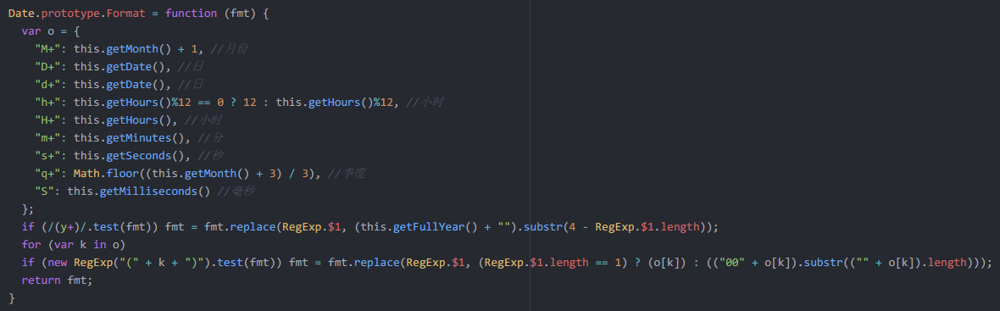 Date.prototype.Format = function (fmt) {
  var o = {
    "M+": this.getMonth() + 1, //月份
    "D+": this.getDate(), //日
    "d+": this.getDate(), //日
    "h+": this.getHours()%12 == 0 ? 12 : this.getHours()%12, //小时
    "H+": this.getHours(), //小时
    "m+": this.getMinutes(), //分
    "s+": this.getSeconds(), //秒
    "q+": Math.floor((this.getMonth() + 3) / 3), //季度
    "S": this.getMilliseconds() //毫秒
  };
  if (/(y+)/.test(fmt)) fmt = fmt.replace(RegExp.$1, (this.getFullYear() + "").substr(4 - RegExp.$1.length));
  for (var k in o)
  if (new RegExp("(" + k + ")").test(fmt)) fmt = fmt.replace(RegExp.$1, (RegExp.$1.length == 1) ? (o[k]) : (("00" + o[k]).substr(("" + o[k]).length)));
  return fmt;
}